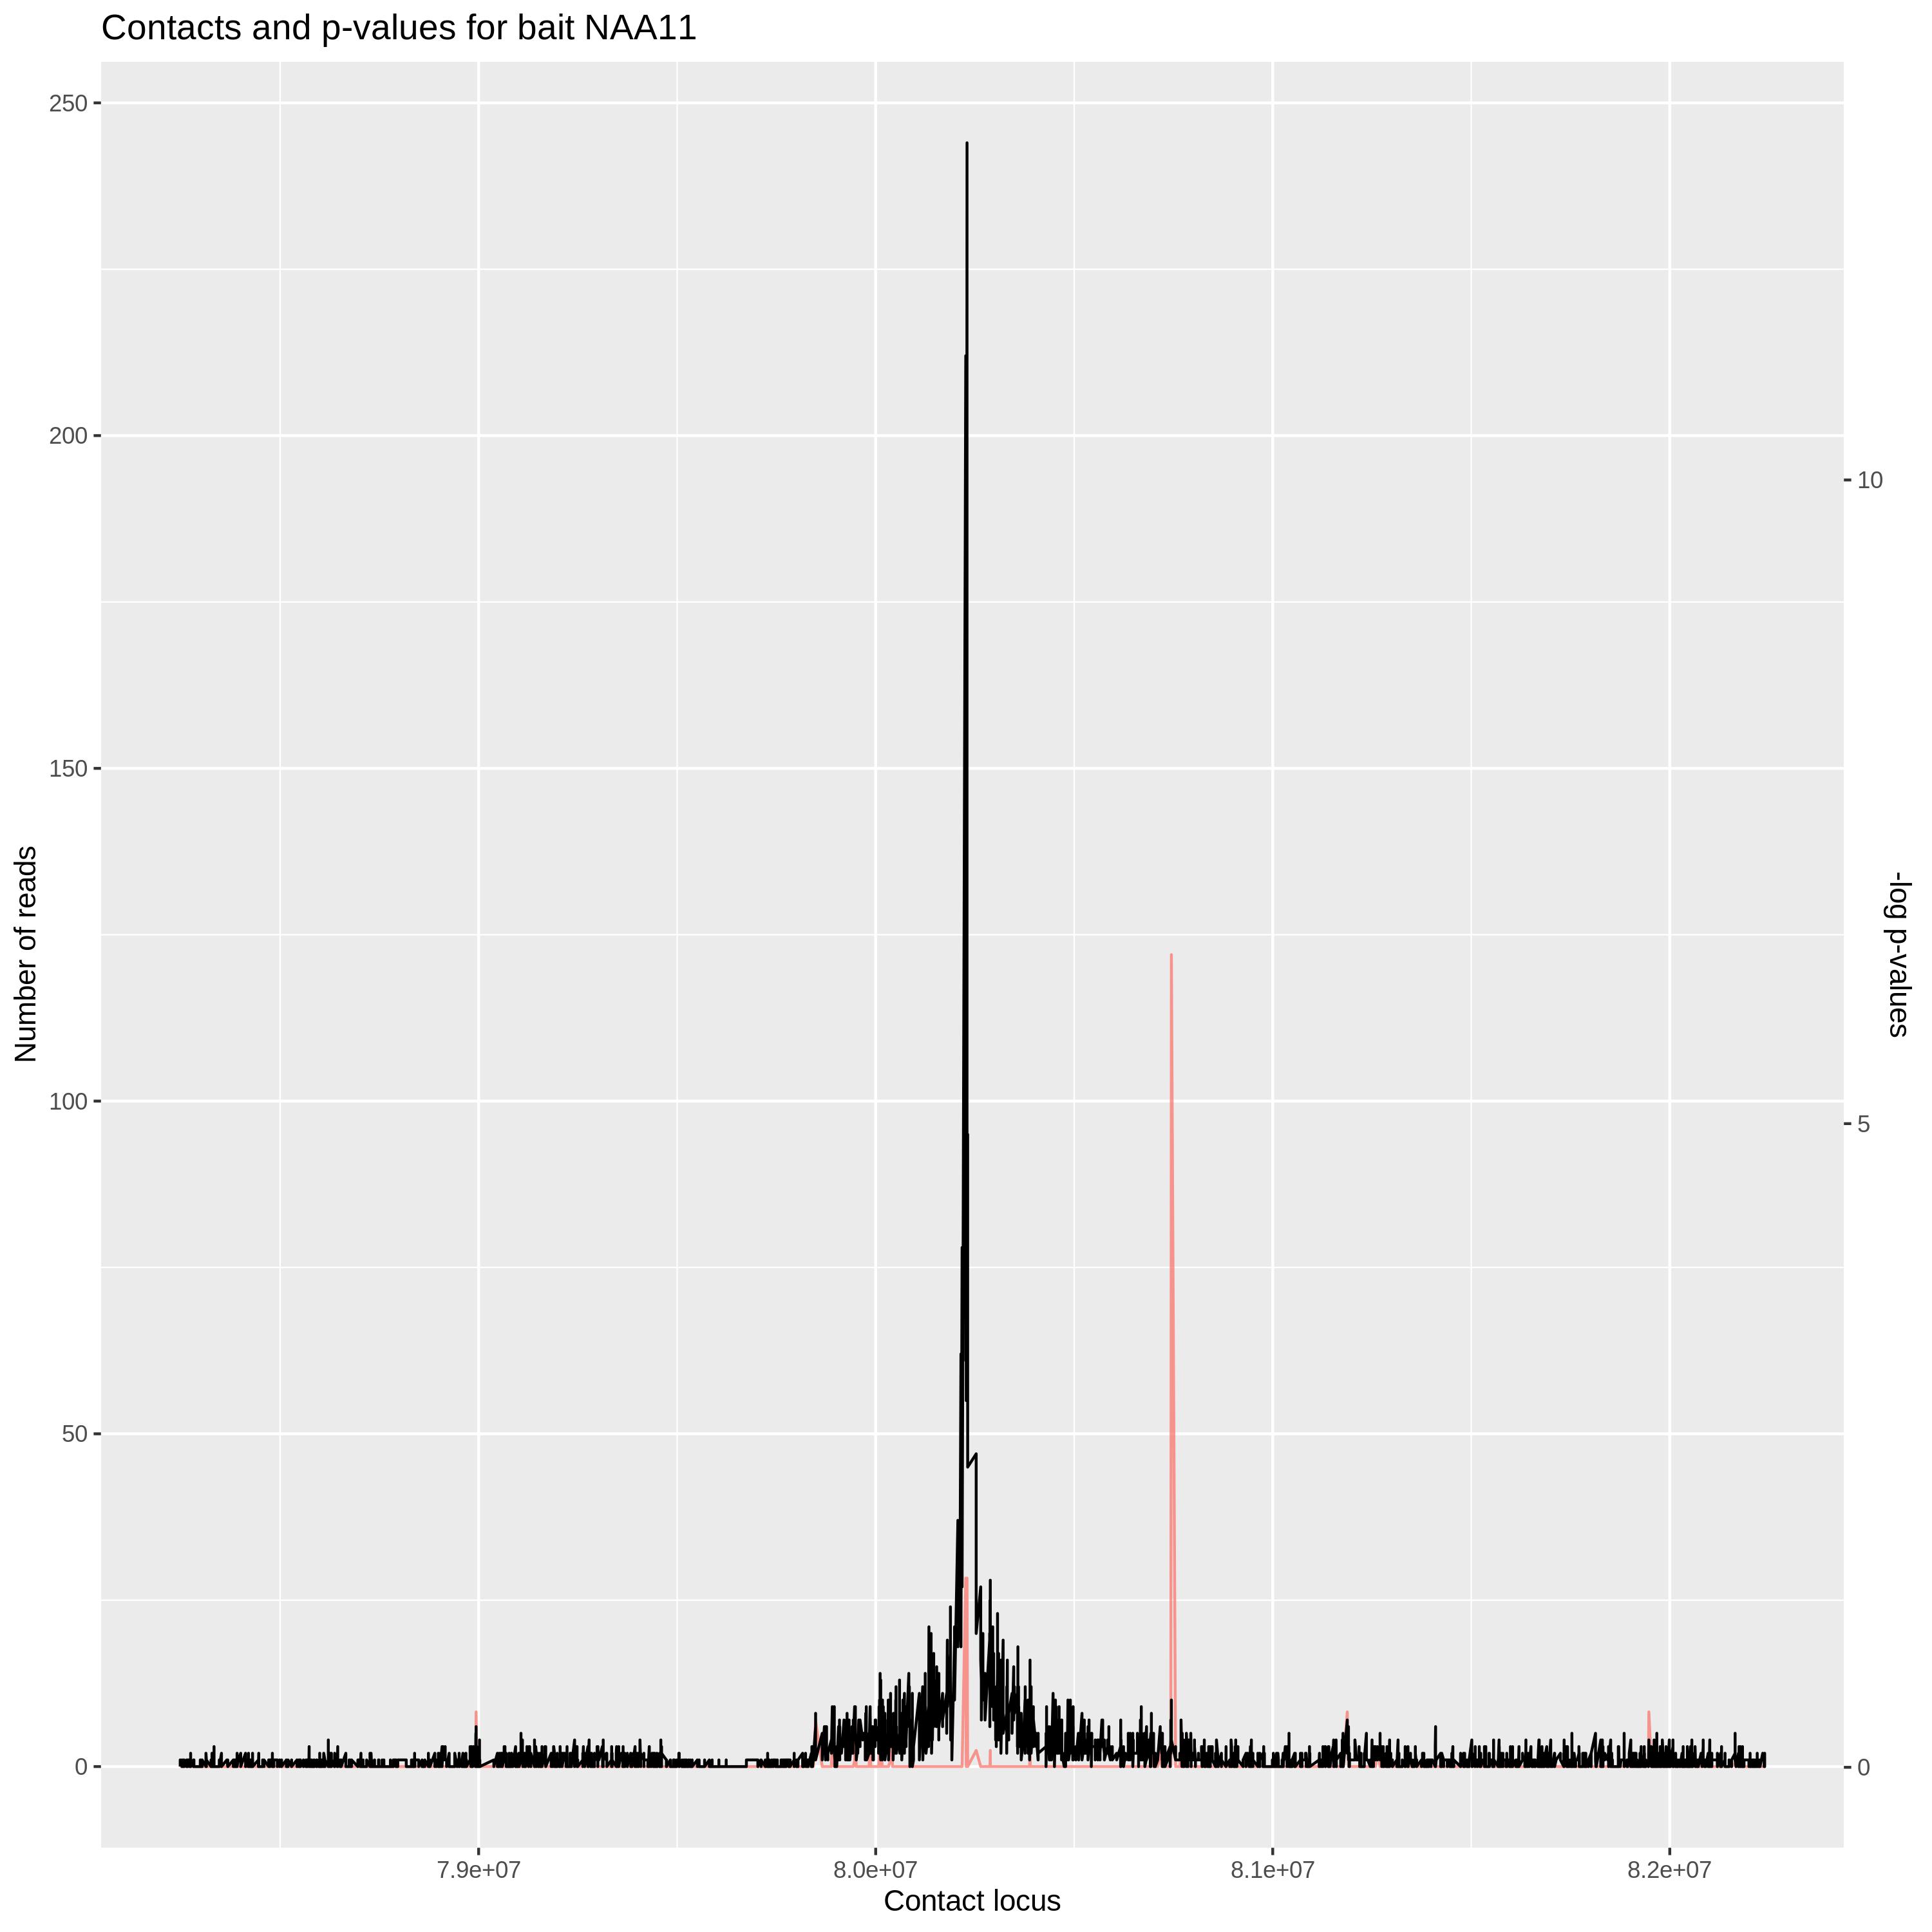 Contacts and p-values for bait NAA11
250
200
150
100
50
0
Number of reads
10
5
0
-log p-values
7.9e+07
8.0e+07
8.1e+07
8.2e+07
Contact locus